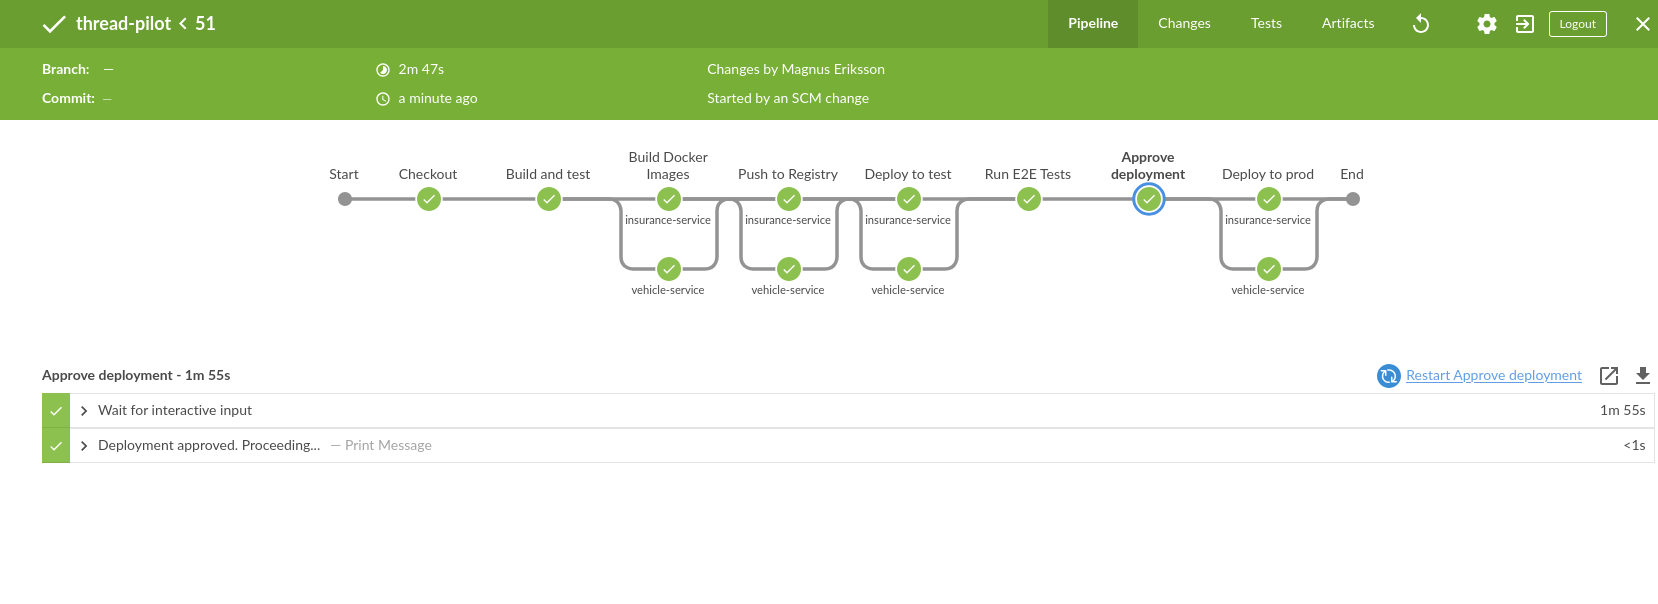 thread-pilot < 51
Pipeline
Changes
Tests
Artifacts
Logout
Branch: —
2m 47s
Changes by Magnus Eriksson
Commit: —
a minute ago
Started by an SCM change
Start
Checkout
Build and test
Build Docker
Images
Push to Registry
Deploy to test
Run E2E Tests
Approve
deployment
Deploy to prod
End
insurance-service
insurance-service
insurance-service
insurance-service
vehicle-service
vehicle-service
vehicle-service
vehicle-service
Approve deployment - 1m 55s
Restart Approve deployment
Wait for interactive input
1m 55s
Deployment approved. Proceeding... — Print Message
<1s